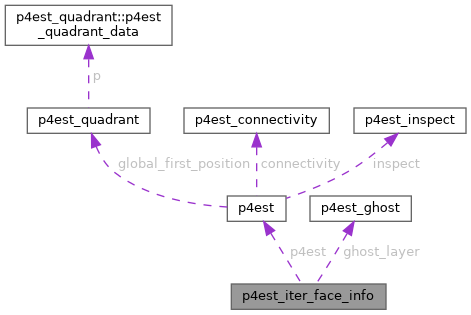 p4est_quadrant::p4est
_quadrant_data
p
p4est_quadrant
p4est_connectivity
p4est_inspect
global_first_position
connectivity
inspect
p4est
p4est_ghost
p4est
ghost_layer
p4est_iter_face_info